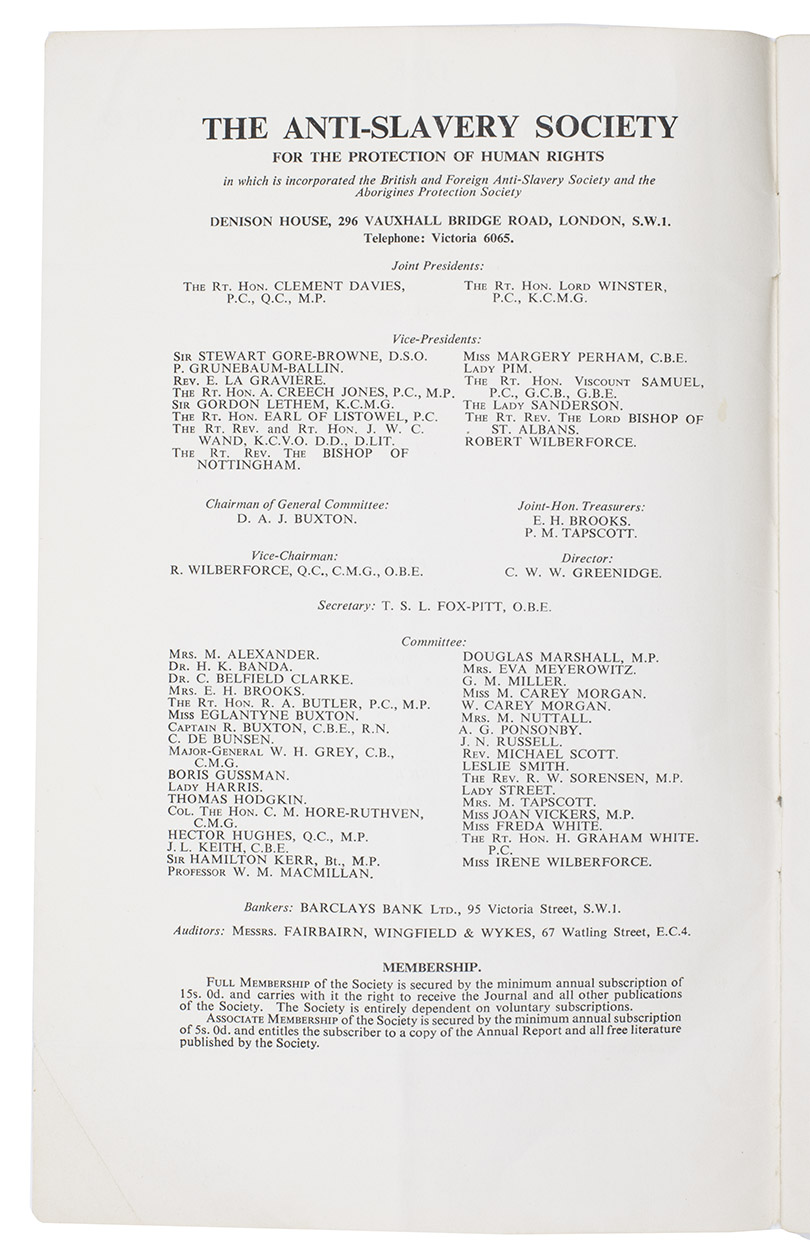 THE ANTI-SLAVERY SOCIETY
FOR THE PROTECTION OF HUMAN RIGHTS
in which is incorporated the British and Foreign Anti-Slavery Society and the
Aborigines Protection Society
DENISON HOUSE, 296 VAUXHALL BRIDGE ROAD, LONDON, S.W.1.
Telephone: Victoria 6065.
Joint Presidents:
THE RT. HON. CLEMENT DAVIES,
P.C., Q.C., M.P.
THE RT. HON. LORD WINSTER,
P.C., K.C.M.G.
Vice-Presidents:
SIR STEWART GORE-BROWNE, D.S.O.
P. GRUNEBAUM-BALLIN.
REV. E. LA GRAVIERE.
THE RT. HON. A. CREECH JONES, P.C., M.P.
SIR GORDON LETHEM, K.C.M.G.
THE RT. HON. EARL OF LISTOWEL, P.C.
THE RT. REV. AND RT. HON. J. W. C.
WAND, K.C.V.O. D.D., D.LIT.
THE RT. REV. THE BISHOP OF
NOTTINGHAM.
MISS MARGERY PERHAM, C.B.E.
LADY PIM.
THE RT. HON. VISCOUNT SAMUEL,
P.C., G.C.B., G.B.E.
THE LADY SANDERSON.
THE RT. REV. THE LORD BISHOP OF
ST. ALBANS.
ROBERT WILBERFORCE.
Chairman of General Committee:
D. A. J. BUXTON.
Joint-Hon. Treasurers:
E. H. BROOKS.
P. M. TAPSCOTT.
Vice-Chairman:
R. WILBERFORCE, Q.C., C.M.G., O.B.E.
Director:
C. W. W. GREENIDGE.
Secretary: T. S. L. FOX-PITT, O.B.E.
Committee:
MRS. M. ALEXANDER.
DR. H. K. BANDA.
DR. C. BELFIELD CLARKE.
MRS. E. H. BROOKS.
THE RT. HON. R. A. BUTLER, P.C., M.P.
MISS EGLANTYNE BUXTON.
CAPTAIN R. BUXTON, C.B.E., R.N.
C. DE BUNSEN.
MAJOR-GENERAL W. H. GREY, C.B.,
C.M.G.
BORIS GUSSMAN.
LADY HARRIS.
THOMAS HODGKIN.
COL. THE HON. C. M. HORE-RUTHVEN,
C.M.G.
HECTOR HUGHES, Q.C., M.P.
J. L. KEITH, C.B.E.
SIR HAMILTON KERR, BT., M.P.
PROFESSOR W. M. MACMILLAN.
DOUGLAS MARSHALL, M.P.
MRS. EVA MEYEROWITZ.
G. M. MILLER.
MISS M. CAREY MORGAN.
W. CAREY MORGAN.
MRS. M. NUTTALL.
A. G. PONSONBY.
J. N. RUSSELL.
REV. MICHAEL SCOTT.
LESLIE SMITH.
THE REV. R. W. SORENSEN, M.P.
LADY STREET.
MRS. M. TAPSCOTT.
MISS JOAN VICKERS, M.P.
MISS FREDA WHITE.
THE RT. HON. H. GRAHAM WHITE.
P.C.
MISS IRENE WILBERFORCE.
Bankers: BARCLAYS BANK LTD., 95 Victoria Street, S.W.1.
Auditors: MESSRS. FAIRBAIRN, WINGFIELD & WYKES, 67 Watling Street, E.C.4.
MEMBERSHIP.
FULL MEMBERSHIP of the Society is secured by the minimum annual subscription of
15s. 0d. and carries with it the right to receive the Journal and all other publications
of the Society. The Society is entirely dependent on voluntary subscriptions.
ASSOCIATE MEMBERSHIP of the Society is secured by the minimum annual subscription
of 5s. 0d. and entitles the subscriber to a copy of the Annual Report and all free literature
published by the Society.